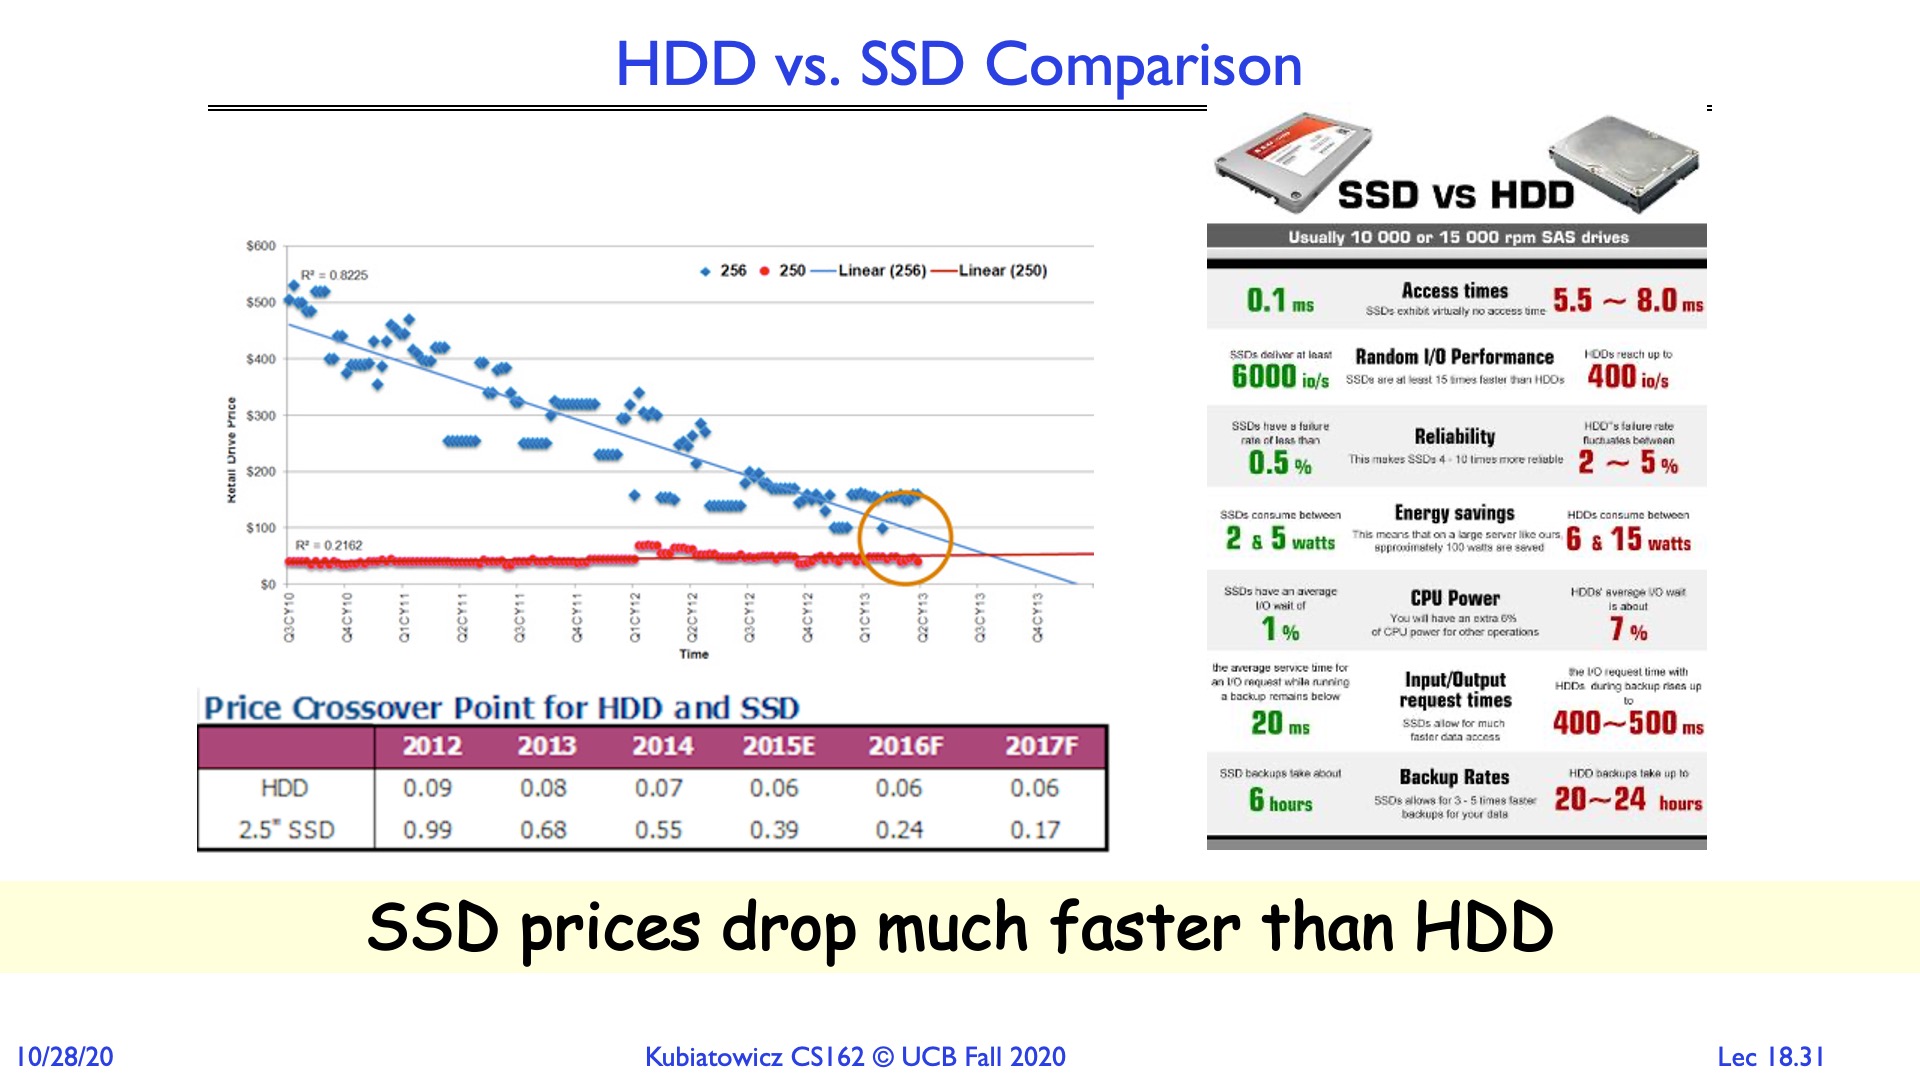 HDD vs. SSD Comparison
$600
$500
$400
$300
$200
$100
$0
Retail Drive Price
R² = 0.8225
R² = 0.2162
256
250
Linear (256)
Linear (250)
Q3CY10
Q4CY10
Q1CY11
Q2CY11
Q3CY11
Q4CY11
Q1CY12
Q2CY12
Q3CY12
Q4CY12
Q1CY13
Q2CY13
Q3CY13
Q4CY13
Time
Price Crossover Point for HDD and SSD
2012 2013 2014 2015E 2016F 2017F
HDD 0.09 0.08 0.07 0.06 0.06 0.06
2.5" SSD 0.99 0.68 0.55 0.39 0.24 0.17
SSD vs HDD
Usually 10 000 or 15 000 rpm SAS drives
0.1 ms
Access times
SSDs exhibit virtually no access time
5.5 ~ 8.0 ms
SSDs deliver at least
6000 io/s
Random I/O Performance
SSDs are at least 15 times faster than HDDs
HDDs reach up to
400 io/s
SSDs have a failure
rate of less than
0.5 %
Reliability
This makes SSDs 4 - 10 times more reliable
HDD"s failure rate
fluctuates between
2 ~ 5 %
SSDs consume between
2 & 5 watts
Energy savings
This means that on a large server like ours,
approximately 100 watts are saved
HDDs consume between
6 & 15 watts
SSDs have an average
I/O wait of
1 %
CPU Power
You will have an extra 6%
of CPU power for other operations
HDDs' average I/O wait
is about
7 %
the average service time for
an I/O request while running
a backup remains below
20 ms
Input/Output
request times
SSDs allow for much
faster data access
the I/O request time with
HDDs during backup rises up
to
400~500 ms
SSD backups take about
6 hours
Backup Rates
SSDs allows for 3 - 5 times faster
backups for your data
HDD backups take up to
20~24 hours
SSD prices drop much faster than HDD
10/28/20
Kubiatowicz CS162 © UCB Fall 2020
Lec 18.31